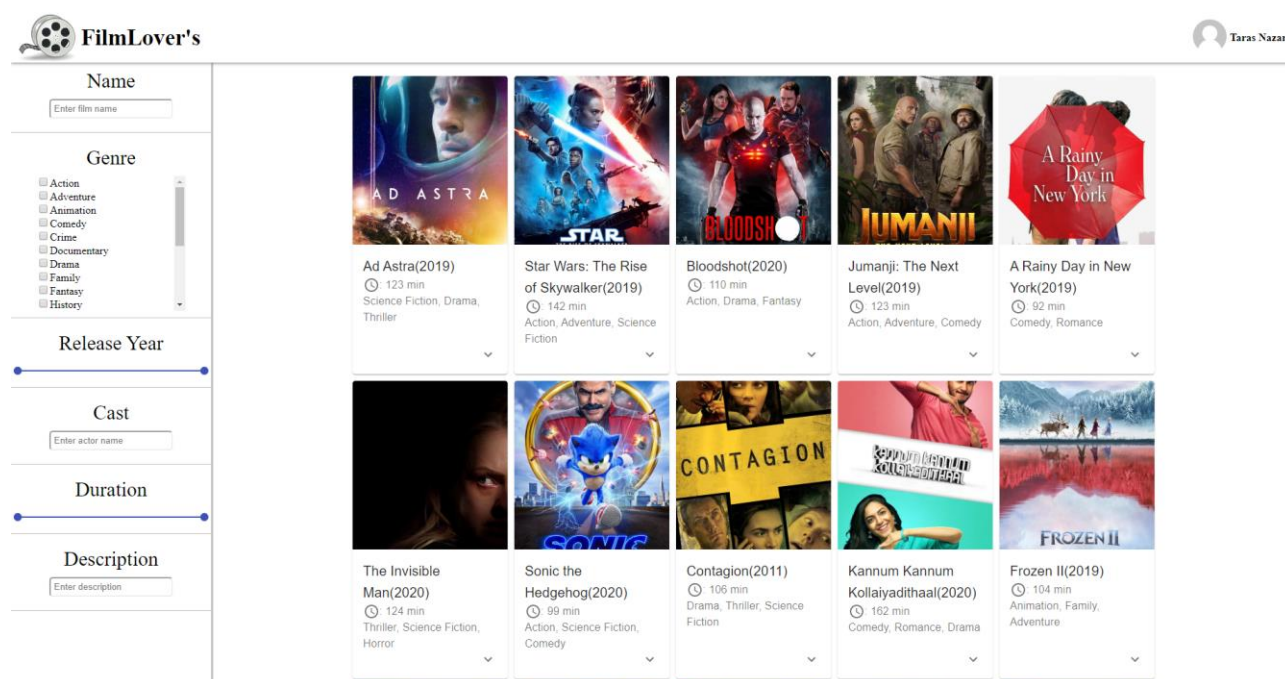 FilmLover's
Taras Nazar
Name
Enter film name
Genre
Action
Adventure
Animation
Comedy
Crime
Documentary
Drama
Family
Fantasy
History
Release Year
Cast
Enter actor name
Duration
Description
Enter description
AD ASTRA
STAR
BLOODSHOT
JUMANJI
A Rainy
Day in
New York
Ad Astra(2019)
: 123 min
Science Fiction, Drama,
Thriller
Star Wars: The Rise
of Skywalker(2019)
: 142 min
Action, Adventure, Science
Fiction
Bloodshot(2020)
: 110 min
Action, Drama, Fantasy
Jumanji: The Next
Level(2019)
: 123 min
Action, Adventure, Comedy
A Rainy Day in New
York(2019)
: 92 min
Comedy, Romance
SONIC
CONTAGION
KANNUM KANNUM
KOLLAIYADITHAAL
FROZEN II
The Invisible
Man(2020)
: 124 min
Thriller, Science Fiction,
Horror
Sonic the
Hedgehog(2020)
: 99 min
Action, Science Fiction,
Comedy
Contagion(2011)
: 106 min
Drama, Thriller, Science
Fiction
Kannum Kannum
Kollaiyadithaal(2020)
: 162 min
Comedy, Romance, Drama
Frozen II(2019)
: 104 min
Animation, Family,
Adventure